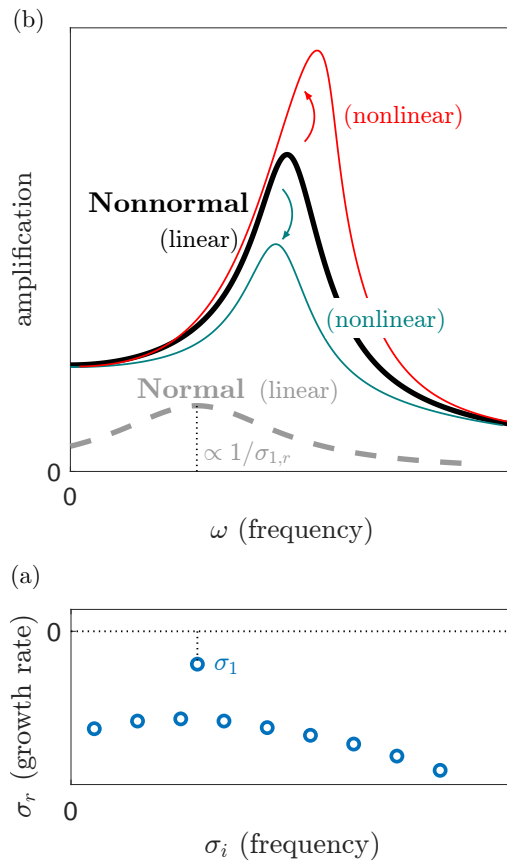 (b)
amplification
(nonlinear)
Nonnormal
(linear)
(nonlinear)
Normal (linear)
∝ 1/σ₁,ᵣ
0
0
ω (frequency)
(a)
σᵣ (growth rate)
0
σ₁
0
σᵢ (frequency)